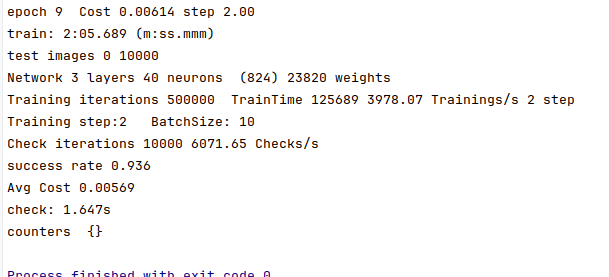 epoch 9  Cost 0.00614 step 2.00
train: 2:05.689 (m:ss.mmm)
test images 0 10000
Network 3 layers 40 neurons  (824) 23820 weights
Training iterations 500000  TrainTime 125689 3978.07 Trainings/s 2 step
Training step:2   BatchSize: 10
Check iterations 10000 6071.65 Checks/s
success rate 0.936
Avg Cost 0.00569
check: 1.647s
counters  {}
Process finished with exit code 0